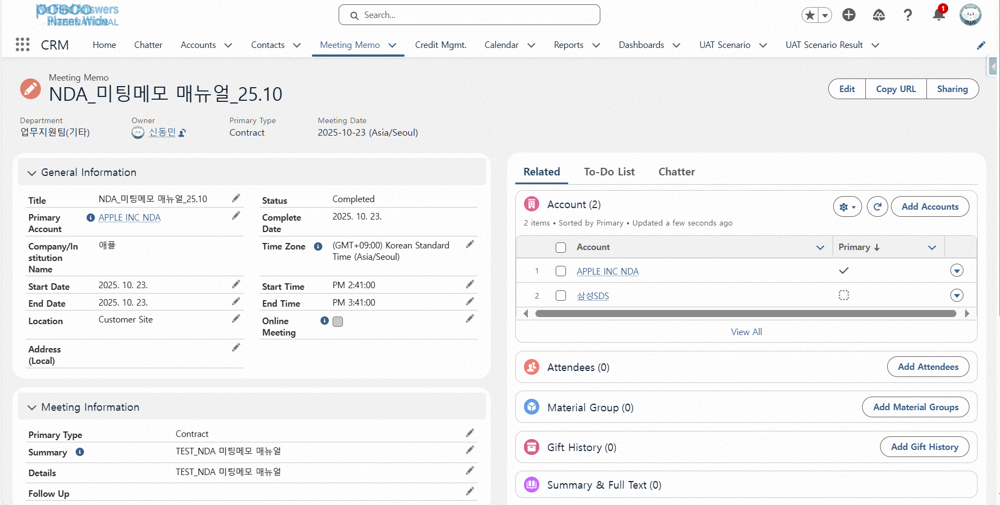 posco
We Find Answers
Planet-Wide
INTERNATIONAL
Search...
1
CRM
Home
Chatter
Accounts
Contacts
Meeting Memo
Credit Mgmt.
Calendar
Reports
Dashboards
UAT Scenario
UAT Scenario Result
Meeting Memo
NDA_미팅메모 매뉴얼_25.10
Edit
Copy URL
Sharing
Department
업무지원팀(기타)
Owner
신동민
Primary Type
Contract
Meeting Date
2025-10-23 (Asia/Seoul)
General Information
Title
NDA_미팅메모 매뉴얼_25.10
Status
Completed
Primary
Account
APPLE INC NDA
Complete
Date
2025. 10. 23.
Company/In
stitution
Name
애플
Time Zone
(GMT+09:00) Korean Standard
Time (Asia/Seoul)
Start Date
2025. 10. 23.
Start Time
PM 2:41:00
End Date
2025. 10. 23.
End Time
PM 3:41:00
Location
Customer Site
Online
Meeting
Address
(Local)
Meeting Information
Primary Type
Contract
Summary
TEST_NDA 미팅메모 매뉴얼
Details
TEST_NDA 미팅메모 매뉴얼
Follow Up
Related
To-Do List
Chatter
Account (2)
Add Accounts
2 items • Sorted by Primary • Updated a few seconds ago
Account
Primary
1
APPLE INC NDA
2
삼성SDS
View All
Attendees (0)
Add Attendees
Material Group (0)
Add Material Groups
Gift History (0)
Add Gift History
Summary & Full Text (0)